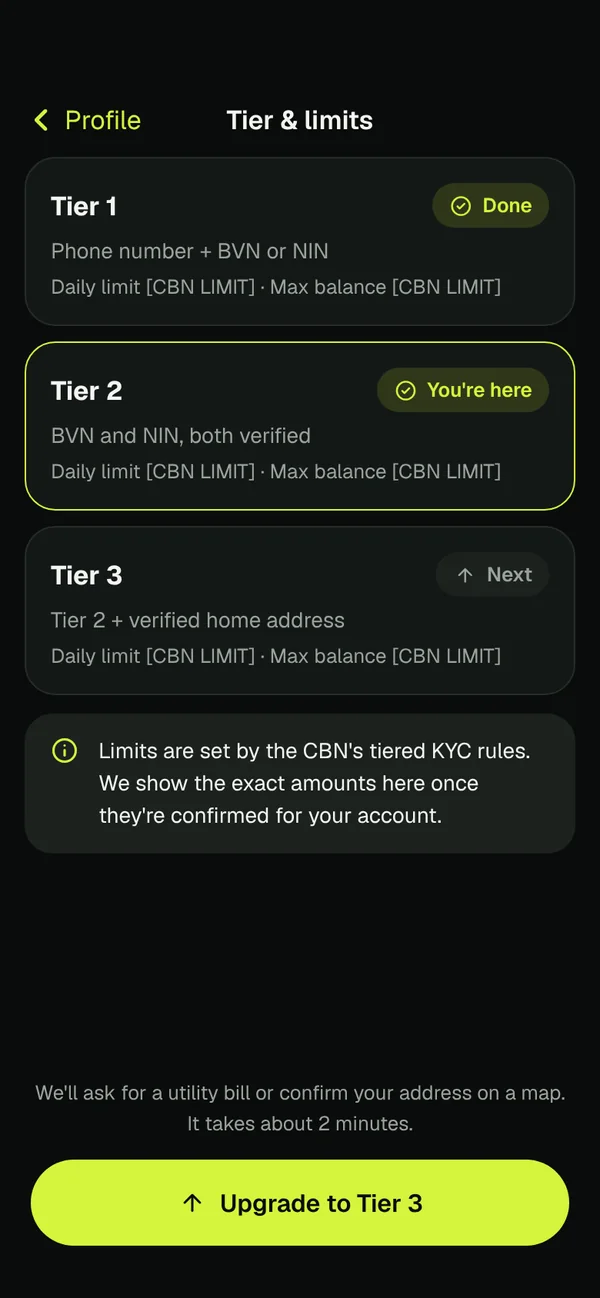 Profile
Tier & limits
Tier 1
Done
Phone number + BVN or NIN
Daily limit [CBN LIMIT] · Max balance [CBN LIMIT]
Tier 2
You're here
BVN and NIN, both verified
Daily limit [CBN LIMIT] · Max balance [CBN LIMIT]
Tier 3
Next
Tier 2 + verified home address
Daily limit [CBN LIMIT] · Max balance [CBN LIMIT]
Limits are set by the CBN's tiered KYC rules.
We show the exact amounts here once
they're confirmed for your account.
We'll ask for a utility bill or confirm your address on a map.
It takes about 2 minutes.
Upgrade to Tier 3